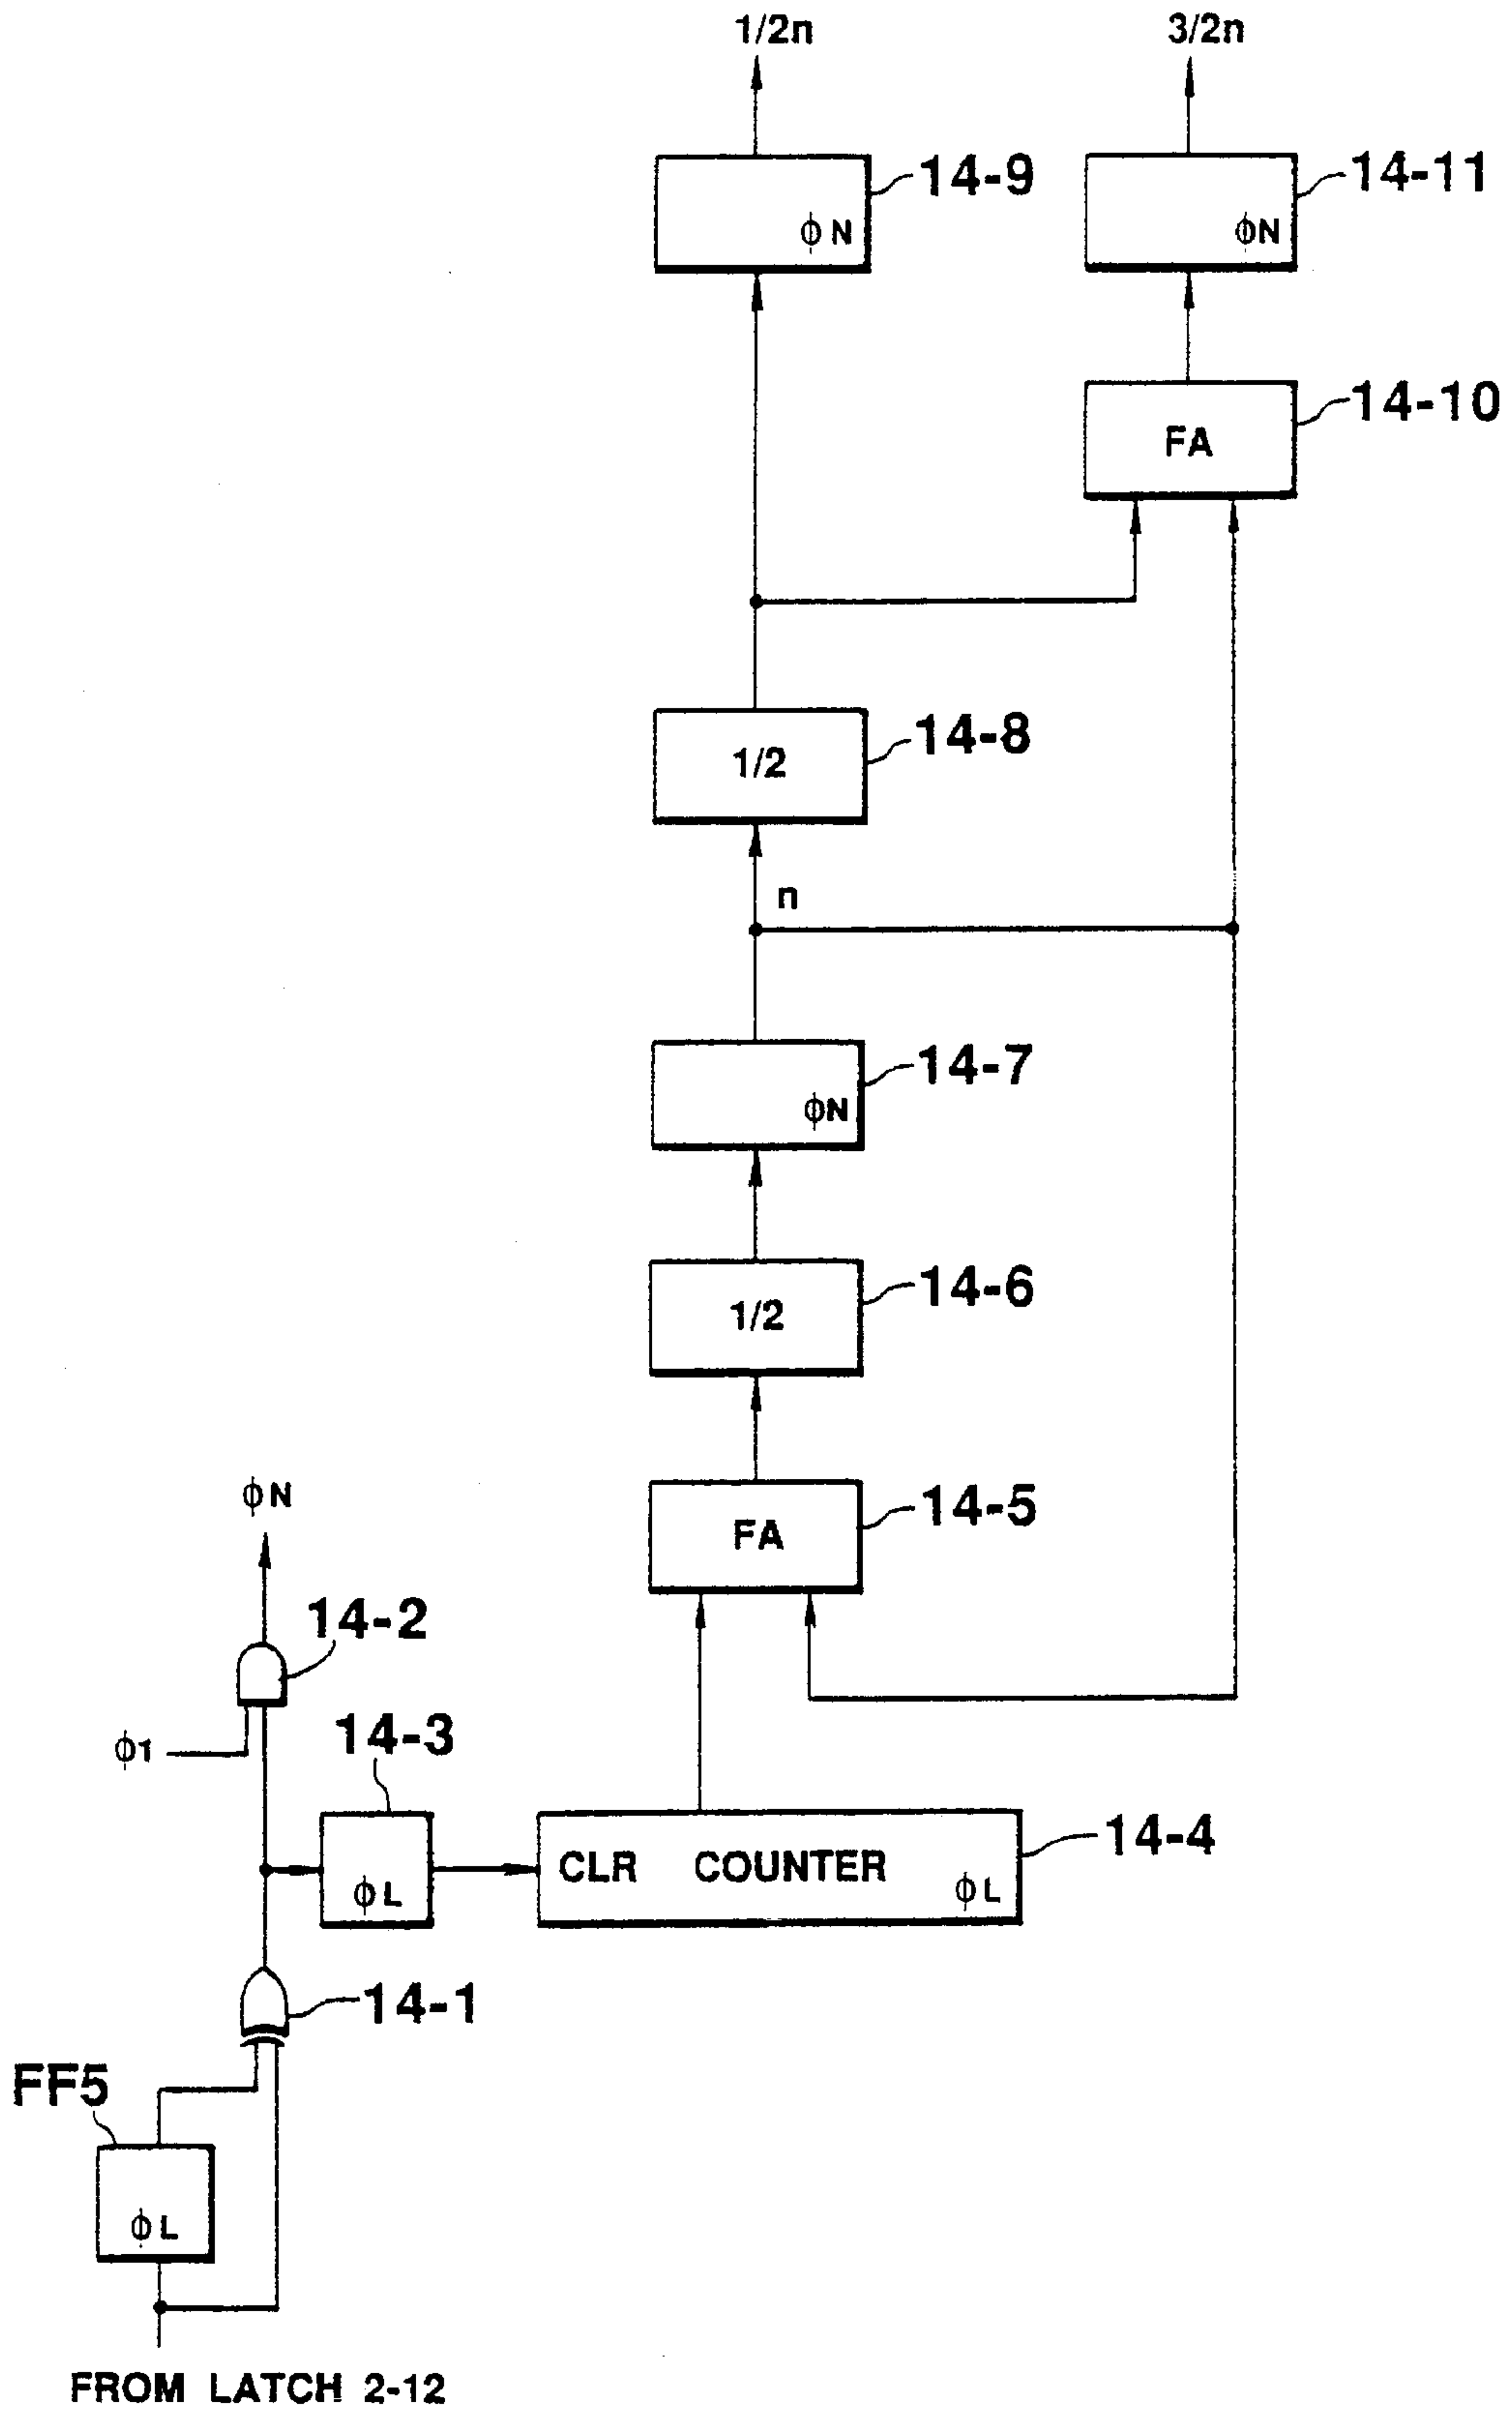 1/2n 3/2n
14-9
ϕN
14-11
ϕN
14-10
FA
14-8
1/2
n
14-7
ϕN
14-6
1/2
ϕN
14-5
FA
14-2
ϕ1
14-3
ϕL
14-4
CLR COUNTER ϕL
14-1
FF5
ϕL
FROM LATCH 2-12